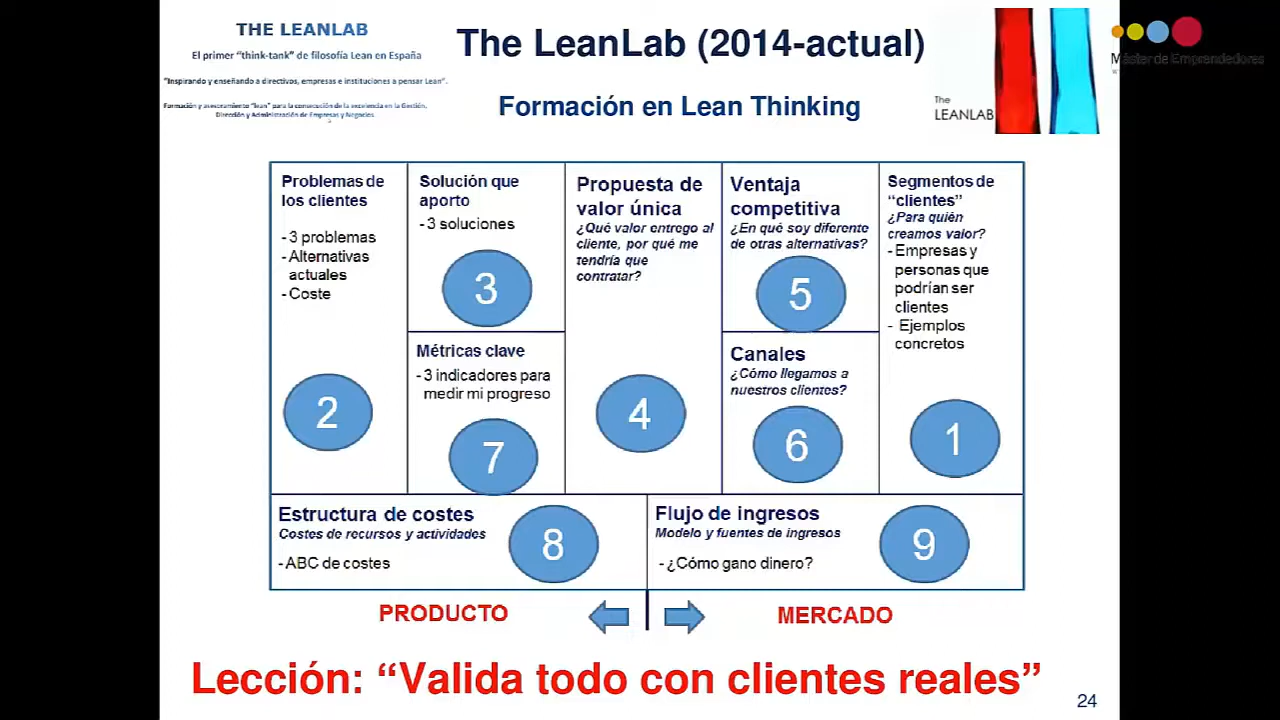 THE LEANLAB
El primer "think-tank" de filosofía Lean en España
"Inspirando y enseñando a directivos, empresas e instituciones a pensar Lean".
Formación y asesoramiento "lean" para la consecución de la excelencia en la Gestión,
Dirección y Administración de Empresas y Negocios
The LeanLab (2014-actual)
Formación en Lean Thinking
The
LEANLAB
Máster de Emprendedores
Problemas de
los clientes
- 3 problemas
- Alternativas
actuales
- Coste
2
Solución que
aporto
- 3 soluciones
3
Métricas clave
- 3 indicadores para
medir mi progreso
7
Propuesta de
valor única
¿Qué valor entrego al
cliente, por qué me
tendría que
contratar?
4
Ventaja
competitiva
¿En qué soy diferente
de otras alternativas?
5
Canales
¿Cómo llegamos a
nuestros clientes?
6
Segmentos de
“clientes”
¿Para quién
creamos valor?
- Empresas y
personas que
podrían ser
clientes
- Ejemplos
concretos
1
Estructura de costes
Costes de recursos y actividades
- ABC de costes
8
Flujo de ingresos
Modelo y fuentes de ingresos
- ¿Cómo gano dinero?
9
PRODUCTO
MERCADO
Lección: “Valida todo con clientes reales”
24